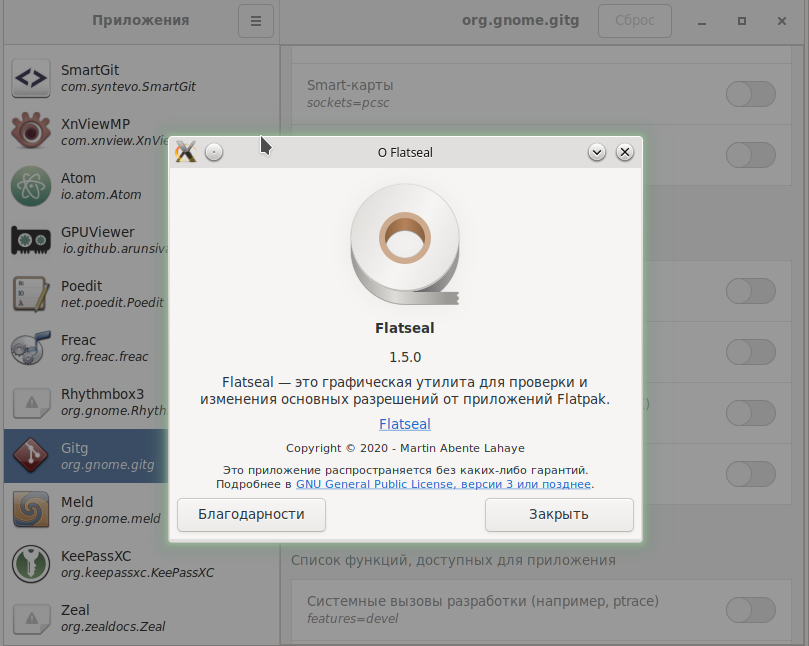 Приложения
org.gnome.gitg
Сброс
SmartGit
com.syntevo.SmartGit
XnViewMP
com.xnview.XnVie
Atom
io.atom.Atom
GPUViewer
io.github.arunsiva
Poedit
net.poedit.Poedit
Freac
org.freac.freac
Rhythmbox3
org.gnome.Rhyth
Gitg
org.gnome.gitg
Meld
org.gnome.meld
KeePassXC
org.keepassxc.KeePassXC
Zeal
org.zealdocs.Zeal
Smart-карты
sockets=pcsc
О Flatseal
Flatseal
1.5.0
Flatseal — это графическая утилита для проверки и
изменения основных разрешений от приложений Flatpak.
Flatseal
Copyright © 2020 - Martin Abente Lahaye
Это приложение распространяется без каких-либо гарантий.
Подробнее в GNU General Public License, версии 3 или позднее.
Благодарности
Закрыть
Список функций, доступных для приложения
Системные вызовы разработки (например, ptrace)
features=devel